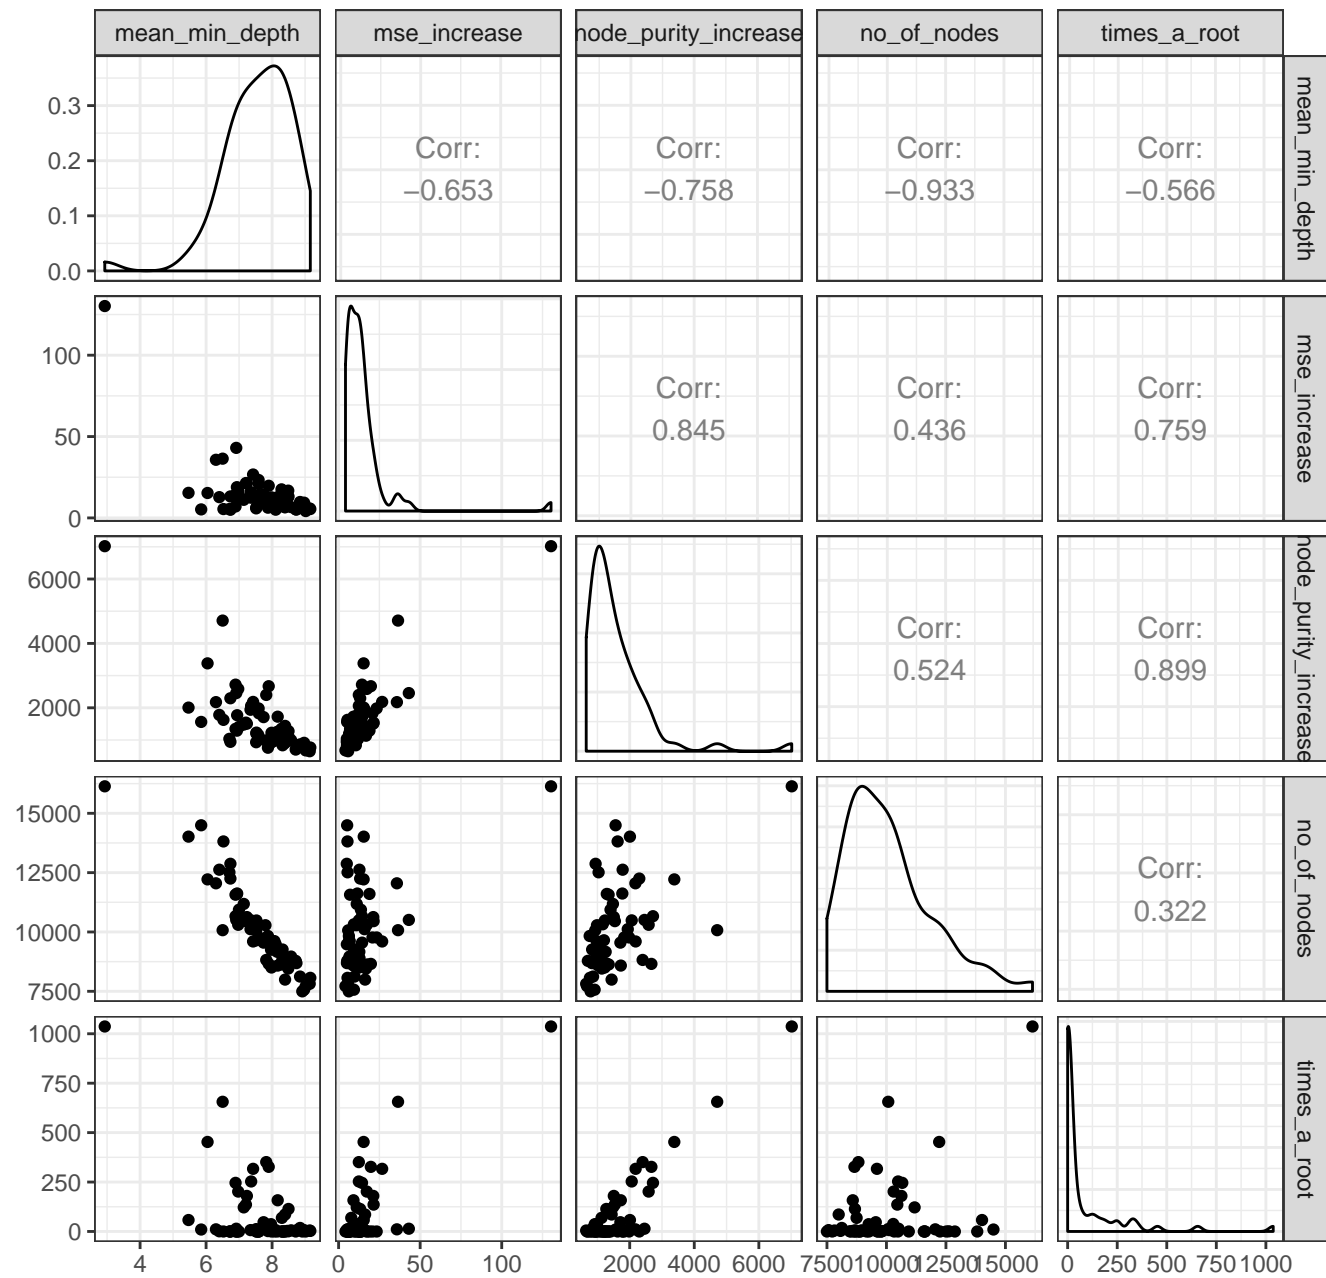 mean_min_depth
mse_increase
node_purity_increase
no_of_nodes
times_a_root
0.3
0.2
0.1
0.0
Corr:
−0.653
Corr:
−0.758
Corr:
−0.933
Corr:
−0.566
mean_min_depth
100
50
0
Corr:
0.845
Corr:
0.436
Corr:
0.759
mse_increase
6000
4000
2000
Corr:
0.524
Corr:
0.899
node_purity_increase
15000
12500
10000
7500
Corr:
0.322
no_of_nodes
1000
750
500
250
0
times_a_root
4 6 8
0 50 100
2000 4000 6000
7500 10000 12500 15000
0 250 500 750 1000